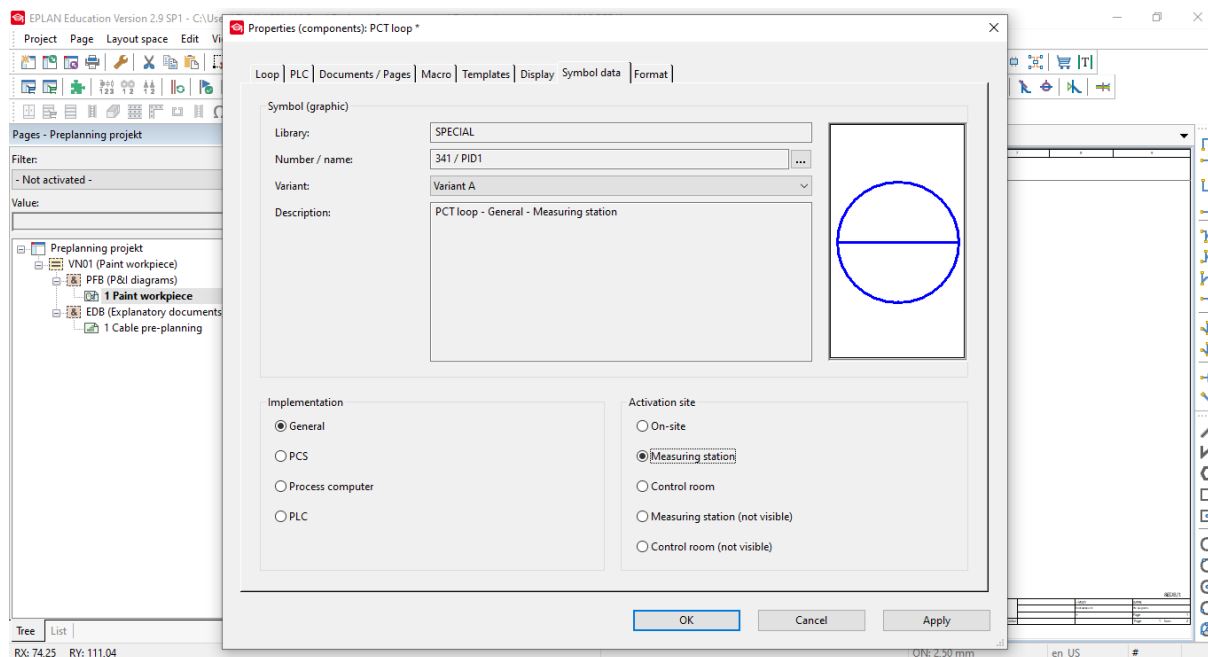 EPLAN Education Version 2.9 SP1 - C:\Use
Project Page Layout space Edit Vi
Pages - Preplanning projekt
Filter:
- Not activated -
Value:
Preplanning projekt
VN01 (Paint workpiece)
PFB (P&I diagrams)
1 Paint workpiece
EDB (Explanatory documents
1 Cable pre-planning
Tree List
RX: 74.25 RY: 111.04
Properties (components): PCT loop *
Loop PLC Documents / Pages Macro Templates Display Symbol data Format
Symbol (graphic)
Library: SPECIAL
Number / name: 341 / PID1 ...
Variant: Variant A
Description: PCT loop - General - Measuring station
Implementation
General
PCS
Process computer
PLC
Activation site
On-site
Measuring station
Control room
Measuring station (not visible)
Control room (not visible)
OK Cancel Apply
ON: 2.50 mm en_US #